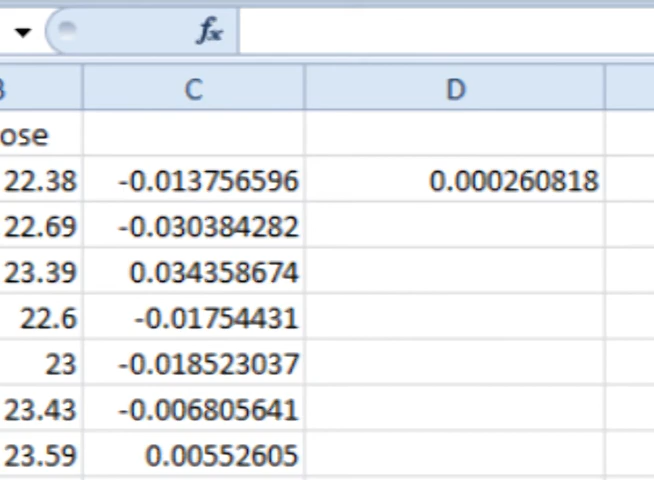 fx
B C D
ose
22.38 -0.013756596 0.000260818
22.69 -0.030384282
23.39 0.034358674
22.6 -0.01754431
23 -0.018523037
23.43 -0.006805641
23.59 0.00552605